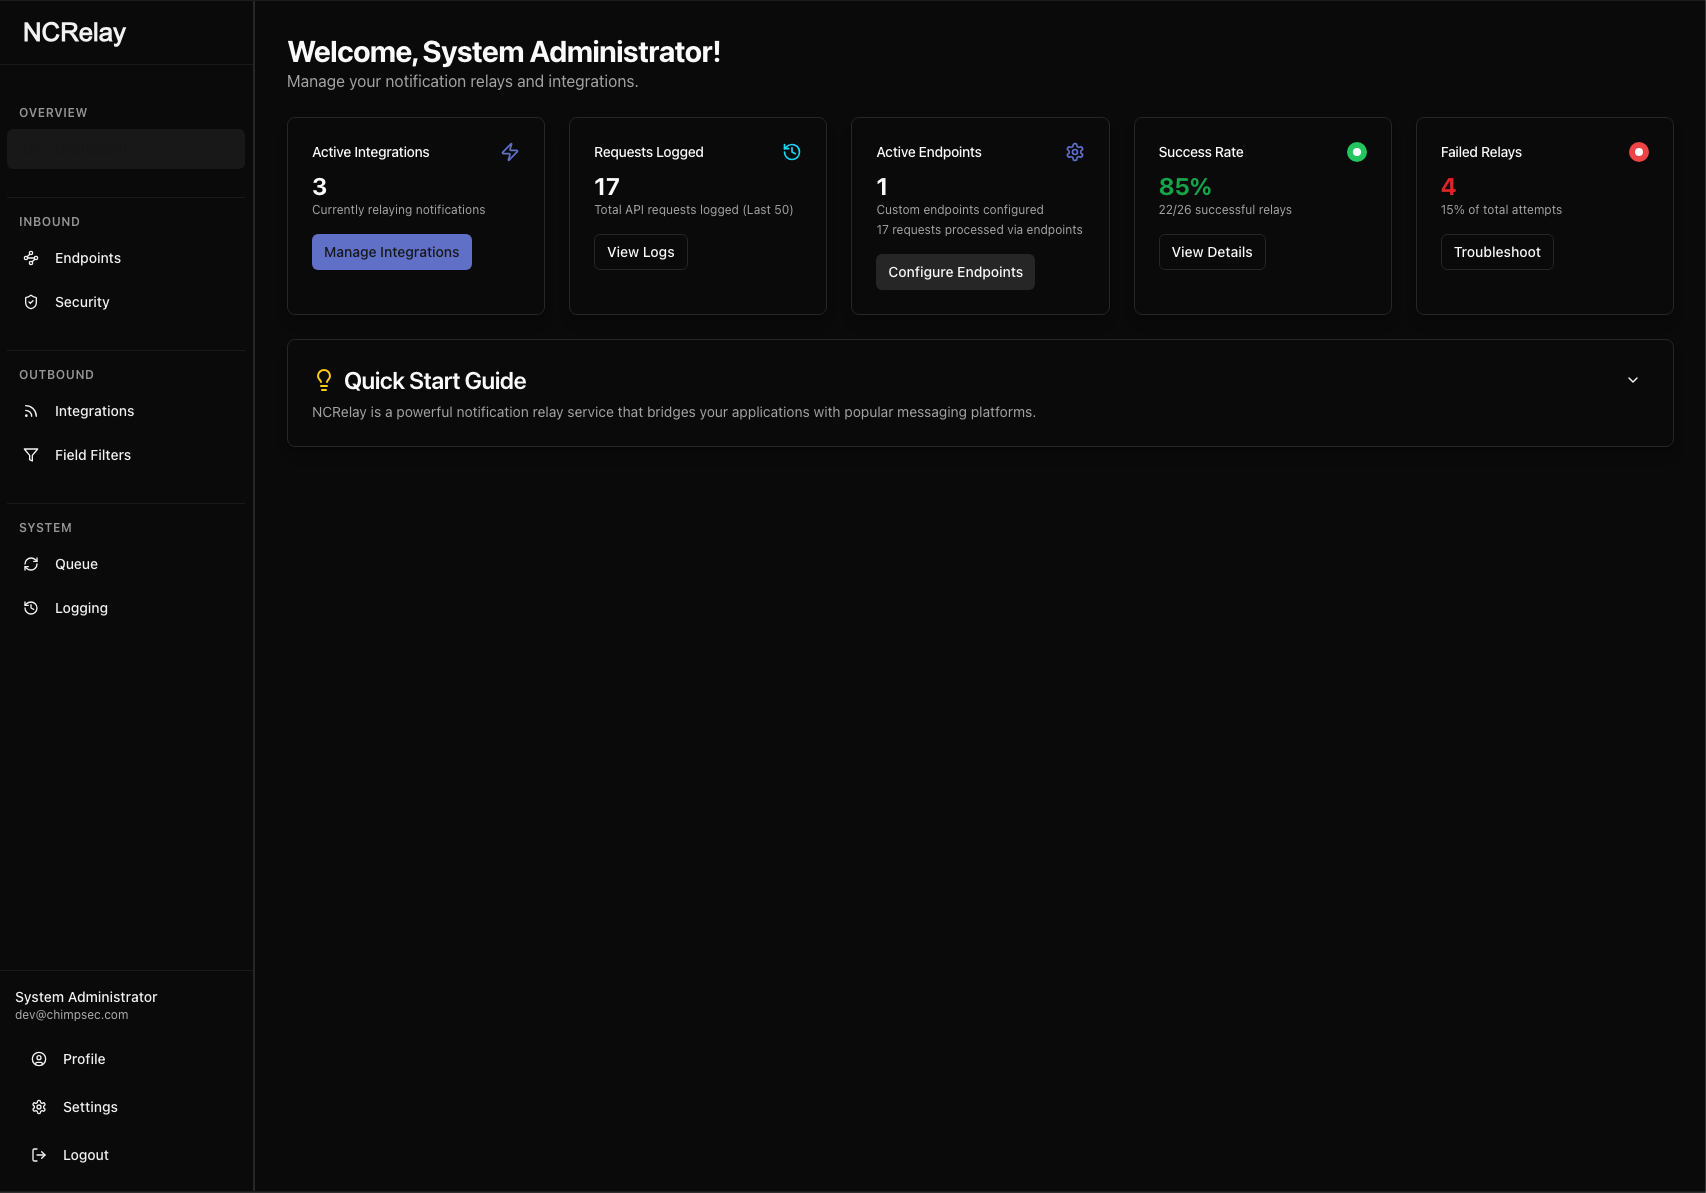 NCRelay
OVERVIEW
INBOUND
Endpoints
Security
OUTBOUND
Integrations
Field Filters
SYSTEM
Queue
Logging
System Administrator
dev@chimpsec.com
Profile
Settings
Logout
Welcome, System Administrator!
Manage your notification relays and integrations.
Active Integrations
3
Currently relaying notifications
Manage Integrations
Requests Logged
17
Total API requests logged (Last 50)
View Logs
Active Endpoints
1
Custom endpoints configured
17 requests processed via endpoints
Configure Endpoints
Success Rate
85%
22/26 successful relays
View Details
Failed Relays
4
15% of total attempts
Troubleshoot
Quick Start Guide
NCRelay is a powerful notification relay service that bridges your applications with popular messaging platforms.